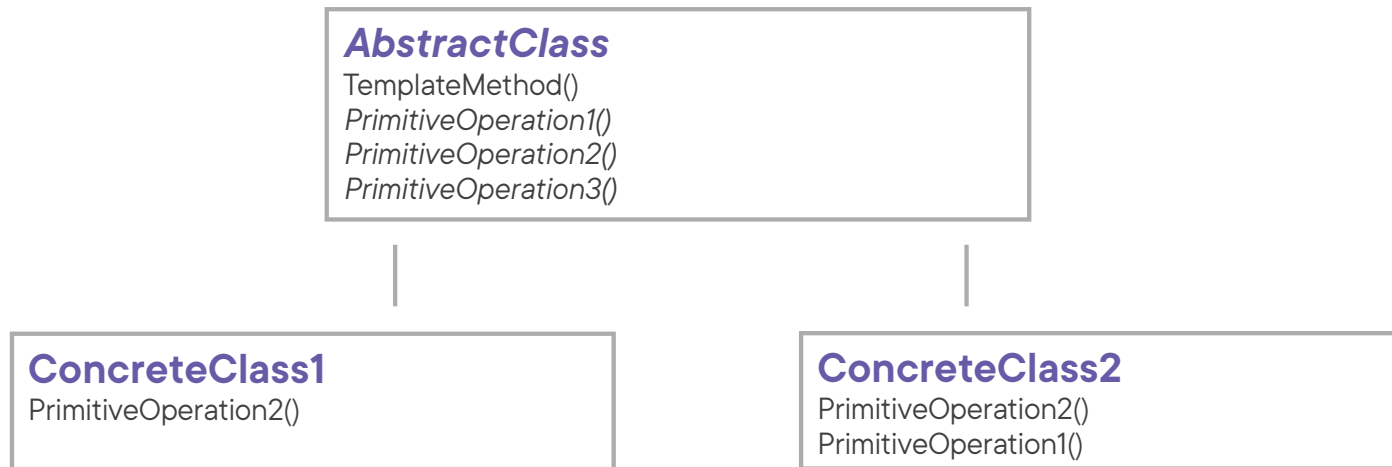 AbstractClass
TemplateMethod()
PrimitiveOperation1()
PrimitiveOperation2()
PrimitiveOperation3()
ConcreteClass1
PrimitiveOperation2()
ConcreteClass2
PrimitiveOperation2()
PrimitiveOperation1()